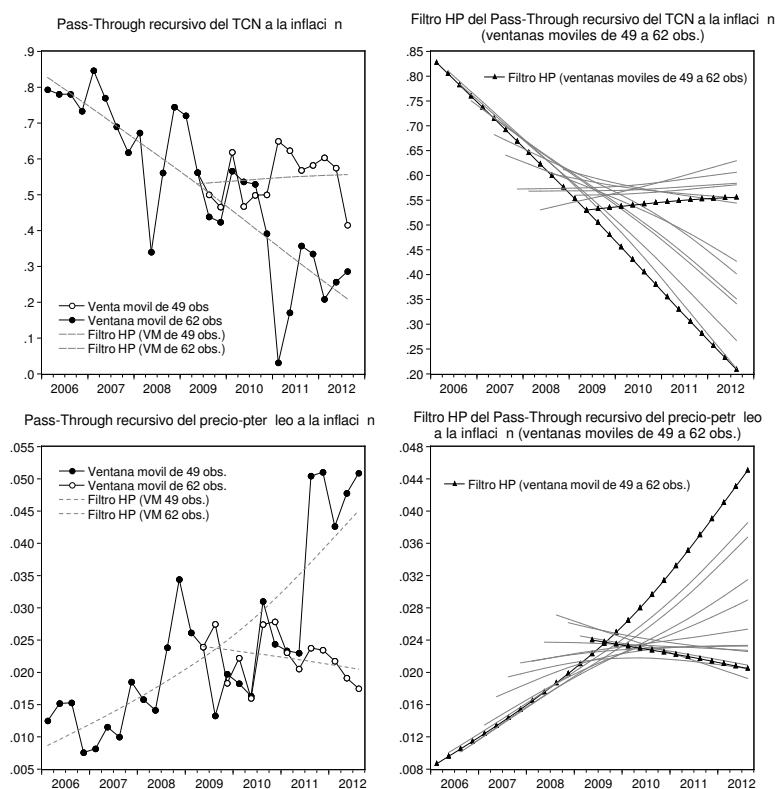 Pass-Through recursivo del TCN a la inflaci n
.9
.8
.7
.6
.5
.4
.3
.2
.1
.0
Venta movil de 49 obs
Ventana movil de 62 obs
Filtro HP (VM de 49 obs.)
Filtro HP (VM de 62 obs.)
2006 2007 2008 2009 2010 2011 2012
Filtro HP del Pass-Through recursivo del TCN a la inflaci n
(ventanas moviles de 49 a 62 obs.)
.85
.80
.75
.70
.65
.60
.55
.50
.45
.40
.35
.30
.25
.20
Filtro HP (ventanas moviles de 49 a 62 obs)
2006 2007 2008 2009 2010 2011 2012
Pass-Through recursivo del precio-pter leo a la inflaci n
.055
.050
.045
.040
.035
.030
.025
.020
.015
.010
.005
Ventana movil de 49 obs.
Ventana movil de 62 obs.
Filtro HP (VM 49 obs.)
Filtro HP (VM 62 obs.)
2006 2007 2008 2009 2010 2011 2012
Filtro HP del Pass-Through recursivo del precio-petr leo
a la inflaci n (ventanas moviles de 49 a 62 obs.)
.048
.044
.040
.036
.032
.028
.024
.020
.016
.012
.008
Filtro HP (ventana movil de 49 a 62 obs.)
2006 2007 2008 2009 2010 2011 2012